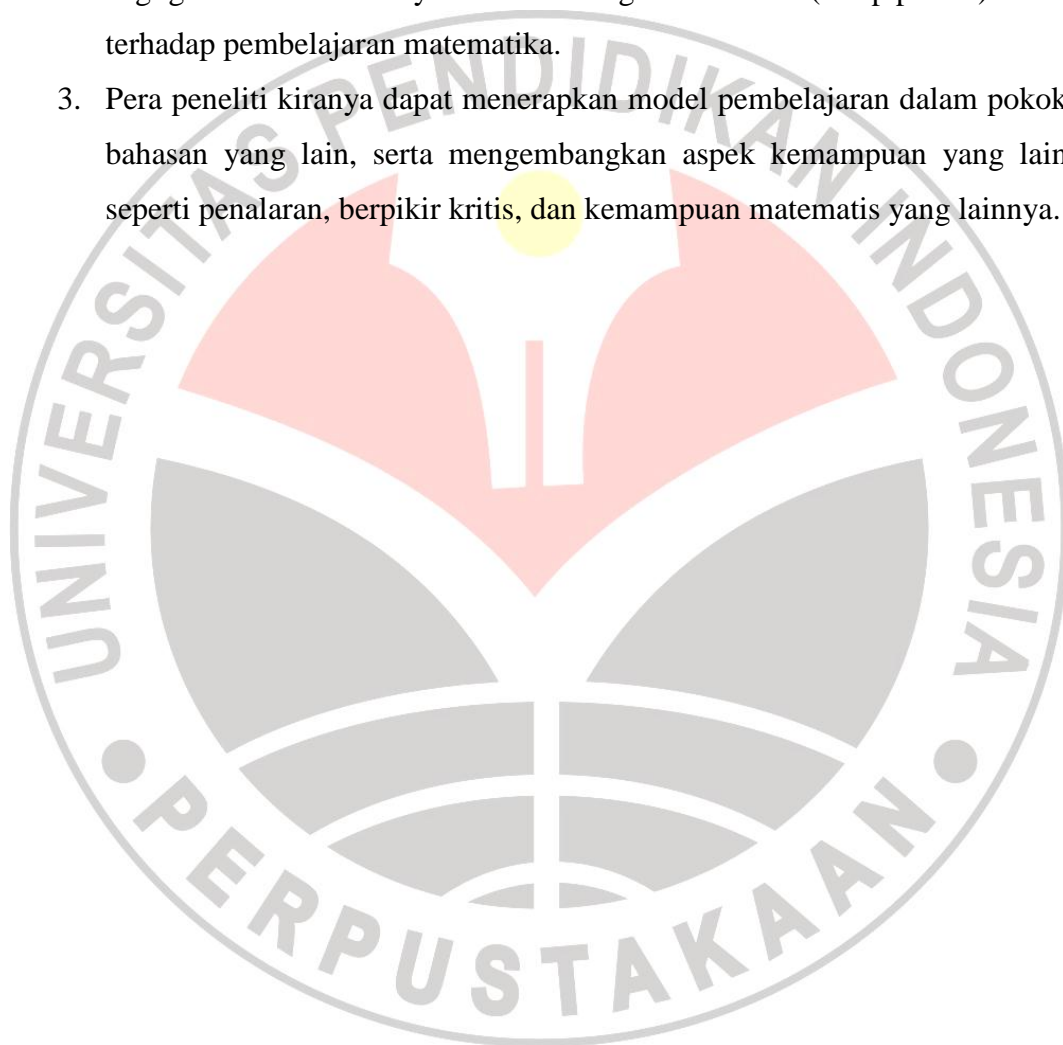 terhadap pembelajaran matematika.
3. Pera peneliti kiranya dapat menerapkan model pembelajaran dalam pokok
bahasan yang lain, serta mengembangkan aspek kemampuan yang lain
seperti penalaran, berpikir kritis, dan kemampuan matematis yang lainnya.
UNIVERSITAS PENDIDIKAN INDONESIA
PERPUSTAKAAN